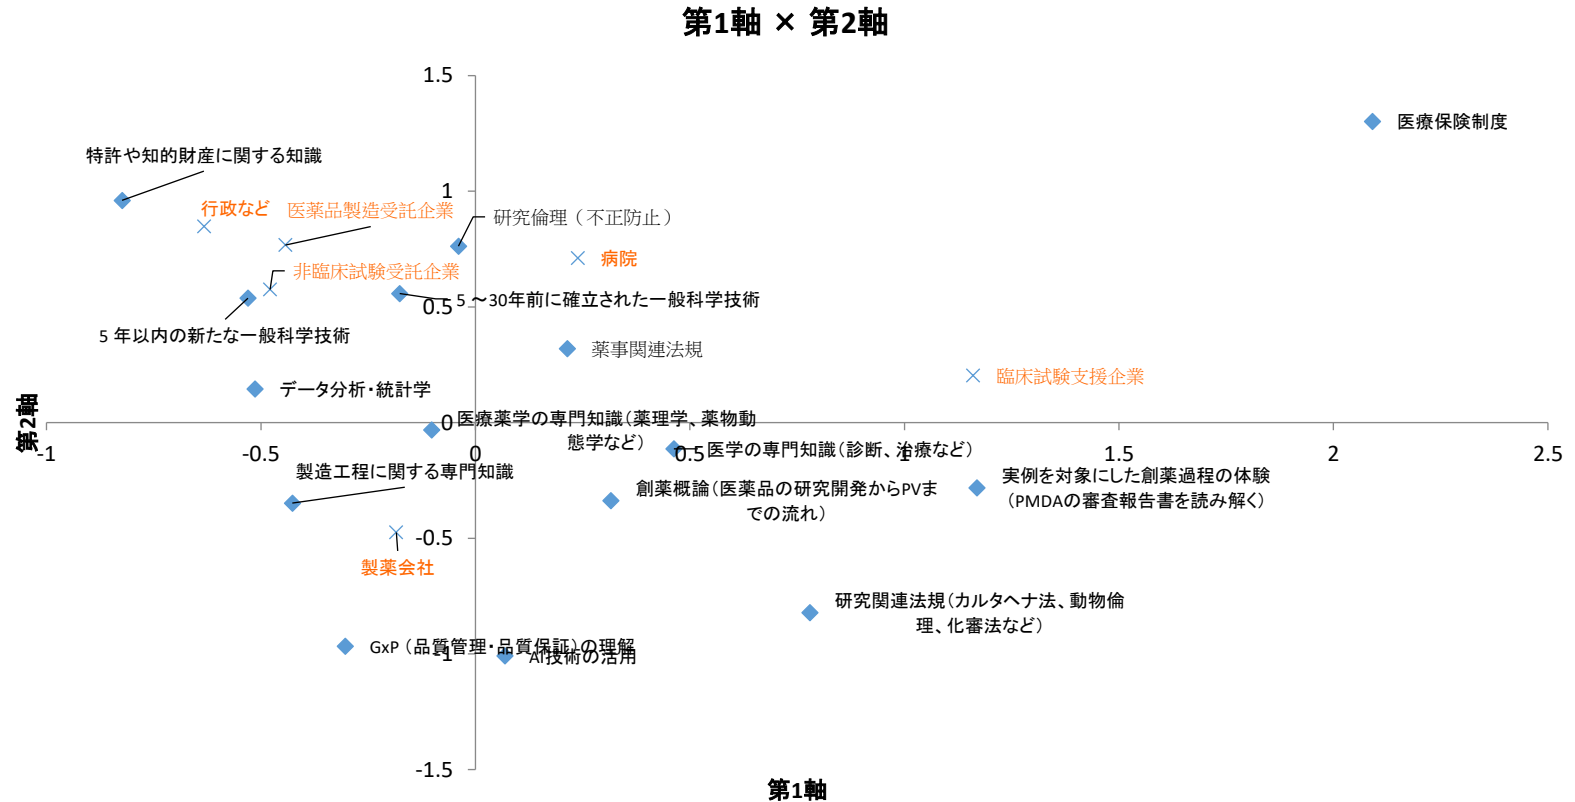 第1軸 × 第2軸
1.5
医療保険制度
特許や知的財産に関する知識
1
行政など
医薬品製造受託企業
研究倫理（不正防止）
病院
非臨床試験受託企業
0.5
5 ～30年前に確立された一般科学技術
5 年以内の新たな一般科学技術
薬事関連法規
臨床試験支援企業
データ分析・統計学
第2軸
0
医療薬学の専門知識（薬理学、薬物動
態学など）
-1
-0.5
0
0.5
1
1.5
2
2.5
医学の専門知識（診断、治療など）
製造工程に関する専門知識
創薬概論（医薬品の研究開発からPVま
での流れ）
実例を対象にした創薬過程の体験
（PMDAの審査報告書を読み解く）
-0.5
製薬会社
研究関連法規（カルタヘナ法、動物倫
理、化審法など）
GxP （品質管理・品質保証）の理解
-1
AI技術の活用
-1.5
第1軸